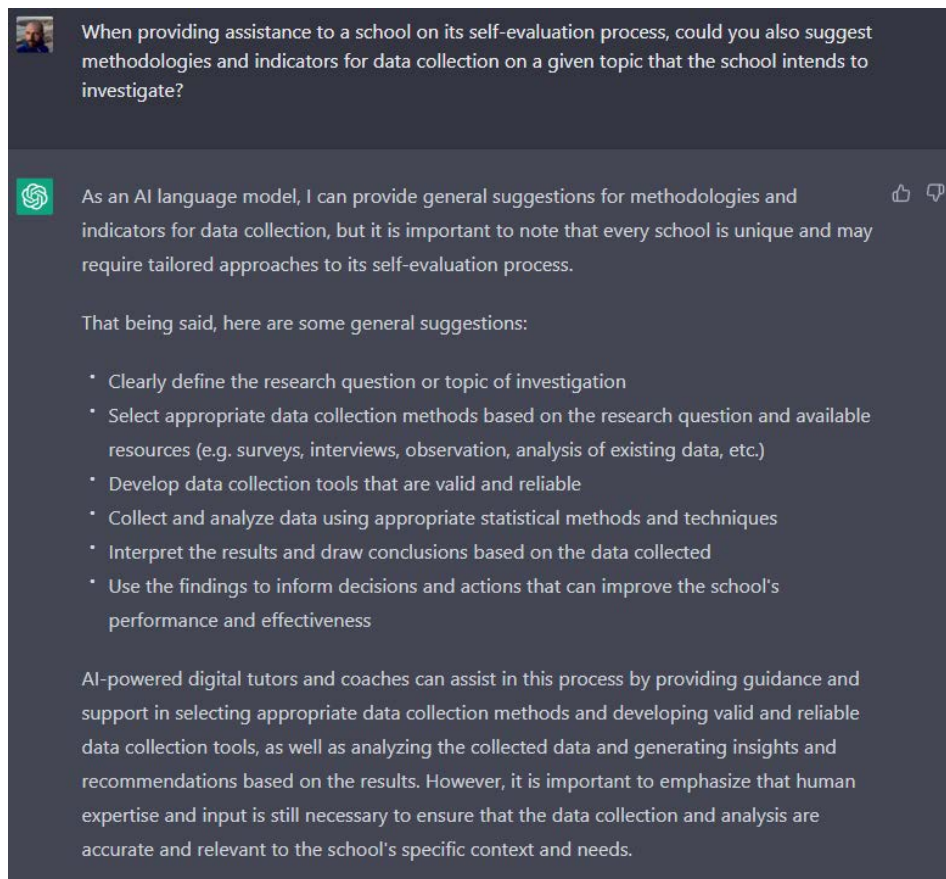 When providing assistance to a school on its self-evaluation process, could you also suggest
methodologies and indicators for data collection on a given topic that the school intends to
investigate?
As an AI language model, I can provide general suggestions for methodologies and
indicators for data collection, but it is important to note that every school is unique and may
require tailored approaches to its self-evaluation process.
That being said, here are some general suggestions:
• Clearly define the research question or topic of investigation
• Select appropriate data collection methods based on the research question and available
resources (e.g. surveys, interviews, observation, analysis of existing data, etc.)
• Develop data collection tools that are valid and reliable
• Collect and analyze data using appropriate statistical methods and techniques
• Interpret the results and draw conclusions based on the data collected
• Use the findings to inform decisions and actions that can improve the school's
performance and effectiveness
AI-powered digital tutors and coaches can assist in this process by providing guidance and
support in selecting appropriate data collection methods and developing valid and reliable
data collection tools, as well as analyzing the collected data and generating insights and
recommendations based on the results. However, it is important to emphasize that human
expertise and input is still necessary to ensure that the data collection and analysis are
accurate and relevant to the school's specific context and needs.